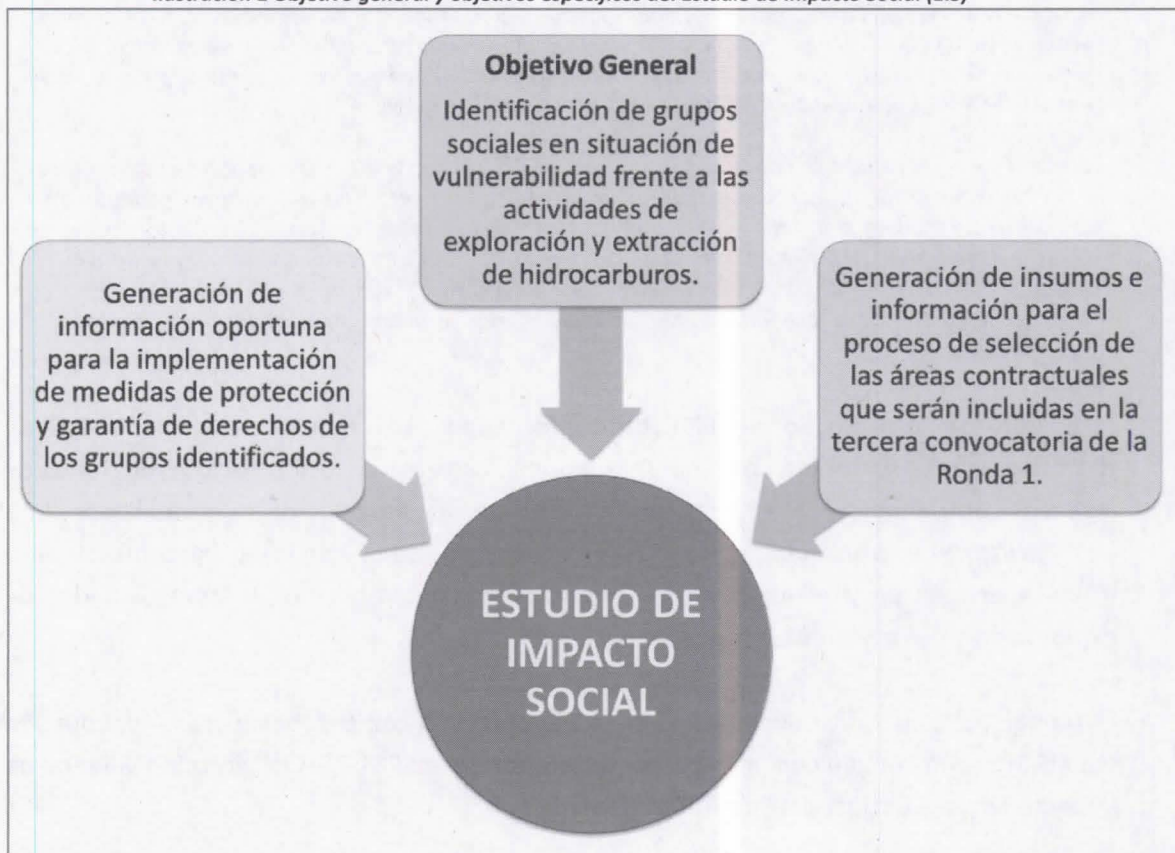 Objetivo General
Identificación de grupos
sociales en situación de
vulnerabilidad frente a las
actividades de
exploración y extracción
de hidrocarburos.
Generación de
información oportuna
para la implementación
de medidas de protección
y garantía de derechos de
los grupos identificados.
Generación de insumos e
información para el
proceso de selección de
las áreas contractuales
que serán incluidas en la
tercera convocatoria de la
Ronda 1.
ESTUDIO DE
IMPACTO
SOCIAL